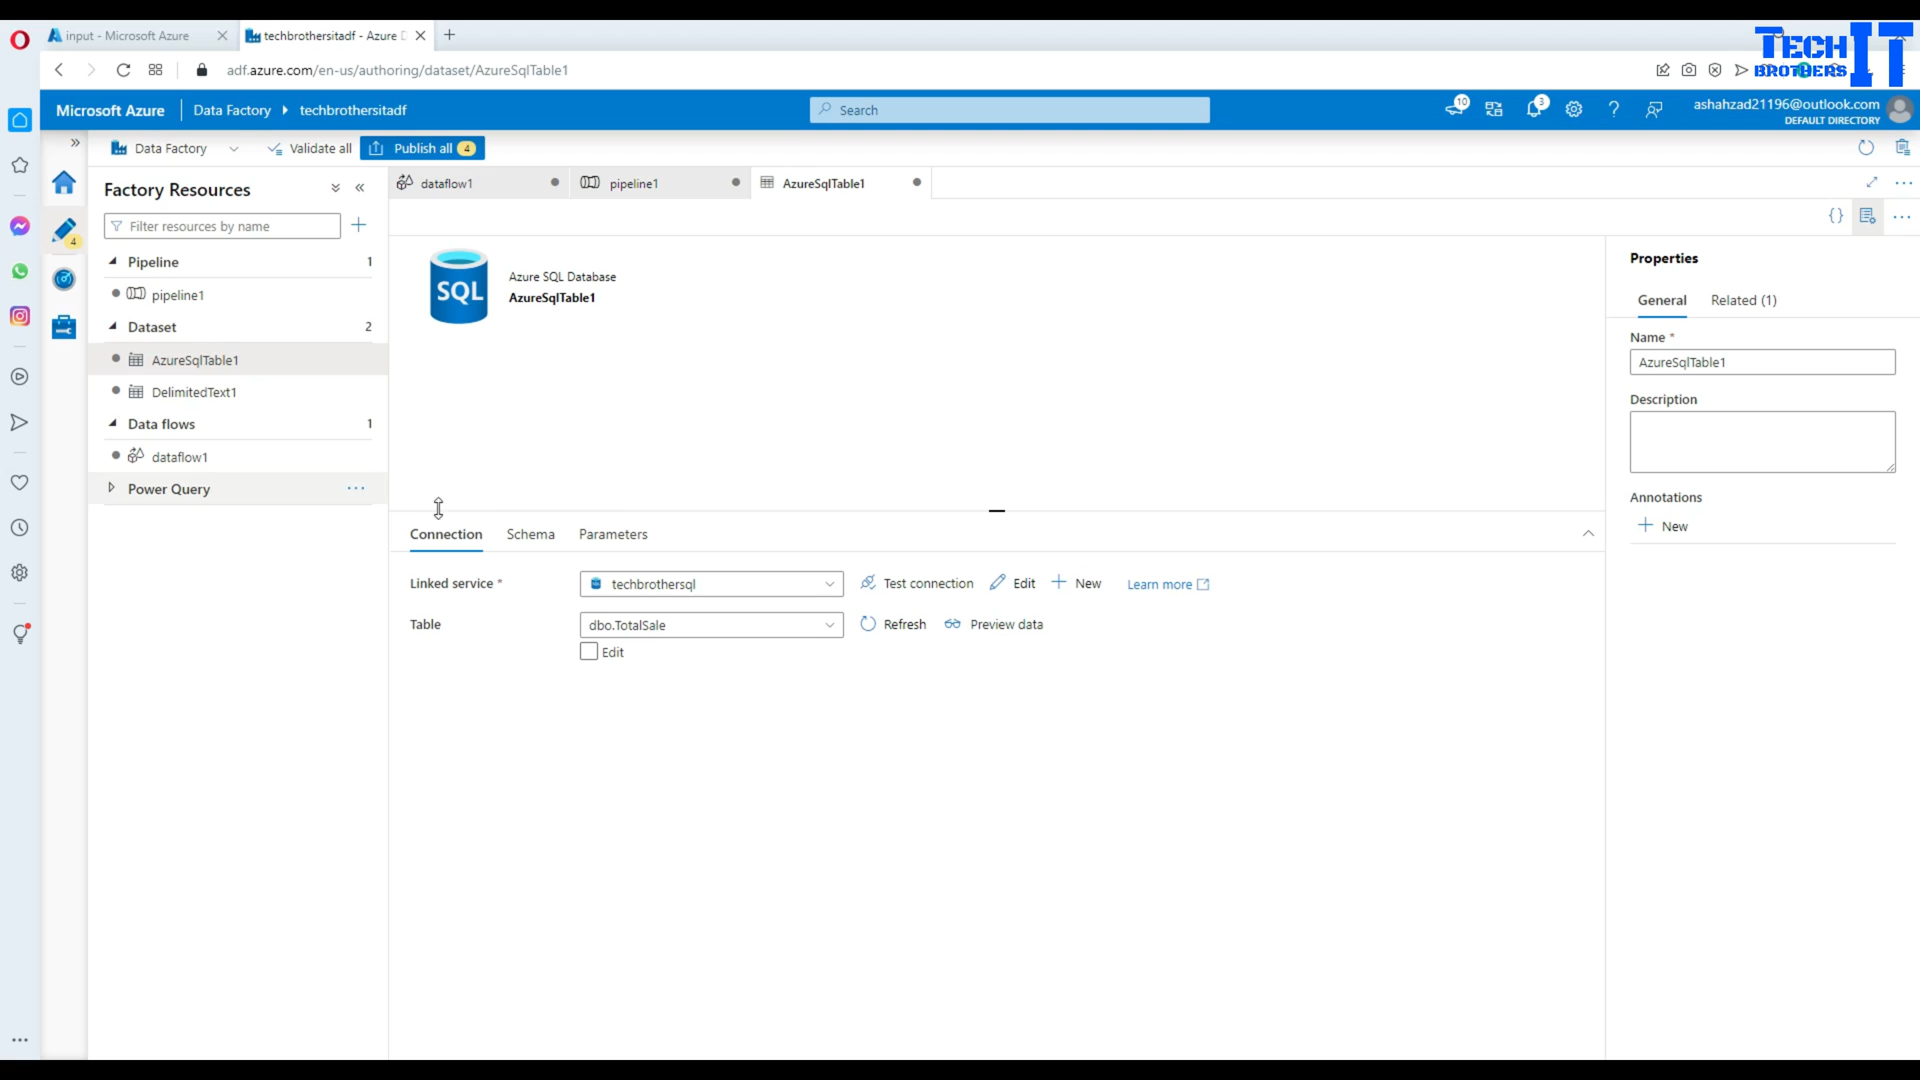 input - Microsoft Azure
techbrothersitadf - Azure D
adf.azure.com/en-us/authoring/dataset/AzureSqlTable1
TECH IT
BROTHERS
Microsoft Azure
Data Factory
techbrothersitadf
Search
10
3
ashahzad21196@outlook.com
DEFAULT DIRECTORY
Data Factory
Validate all
Publish all 4
Factory Resources
dataflow1
pipeline1
AzureSqlTable1
Filter resources by name
4
Pipeline 1
pipeline1
Dataset 2
AzureSqlTable1
DelimitedText1
Data flows 1
dataflow1
Power Query
SQL
Azure SQL Database
AzureSqlTable1
Connection
Schema
Parameters
Linked service *
techbrothersql
Test connection
Edit
New
Learn more
Table
dbo.TotalSale
Refresh
Preview data
Edit
Properties
General
Related (1)
Name *
AzureSqlTable1
Description
Annotations
New